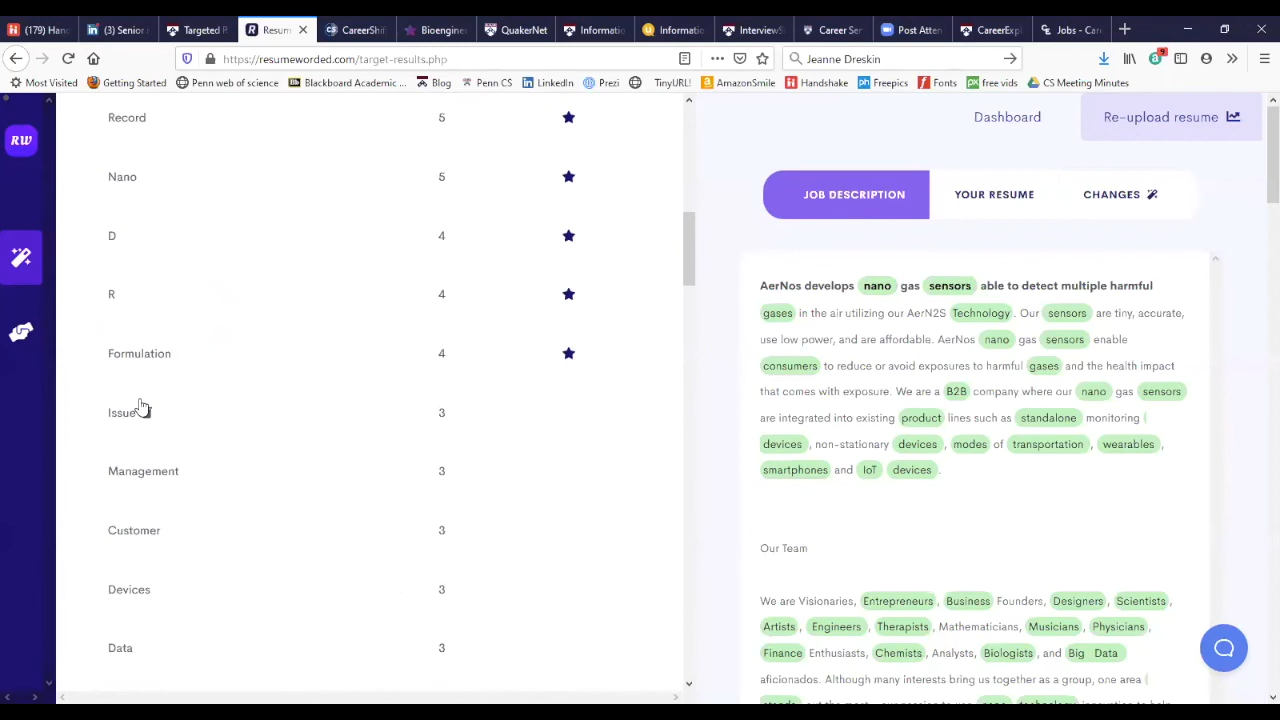 (179) Han
(3) Senior
Targeted R
Resum
CareerShif
Bioengine
QuakerNet
Informatio
Informatio
InterviewS
Career Ser
Post Atten
CareerExpl
Jobs - Care
https://resumeworded.com/target-results.php
Jeanne Dreskin
9
Most Visited
Getting Started
Penn web of science
Blackboard Academic ...
Blog
Penn CS
LinkedIn
Prezi
TinyURL!
AmazonSmile
Handshake
Freepics
Fonts
free vids
CS Meeting Minutes
RW
Record 5
Nano 5
D 4
R 4
Formulation 4
Issue 3
Management 3
Customer 3
Devices 3
Data 3
Dashboard
Re-upload resume
JOB DESCRIPTION
YOUR RESUME
CHANGES
AerNos develops nano gas sensors able to detect multiple harmful
gases in the air utilizing our AerN2S Technology. Our sensors are tiny, accurate,
use low power, and are affordable. AerNos nano gas sensors enable
consumers to reduce or avoid exposures to harmful gases and the health impact
that comes with exposure. We are a B2B company where our nano gas sensors
are integrated into existing product lines such as standalone monitoring
devices, non-stationary devices, modes of transportation, wearables,
smartphones and IoT devices.
Our Team
We are Visionaries, Entrepreneurs, Business Founders, Designers, Scientists,
Artists, Engineers, Therapists, Mathematicians, Musicians, Physicians,
Finance Enthusiasts, Chemists, Analysts, Biologists, and Big Data
aficionados. Although many interests bring us together as a group, one area